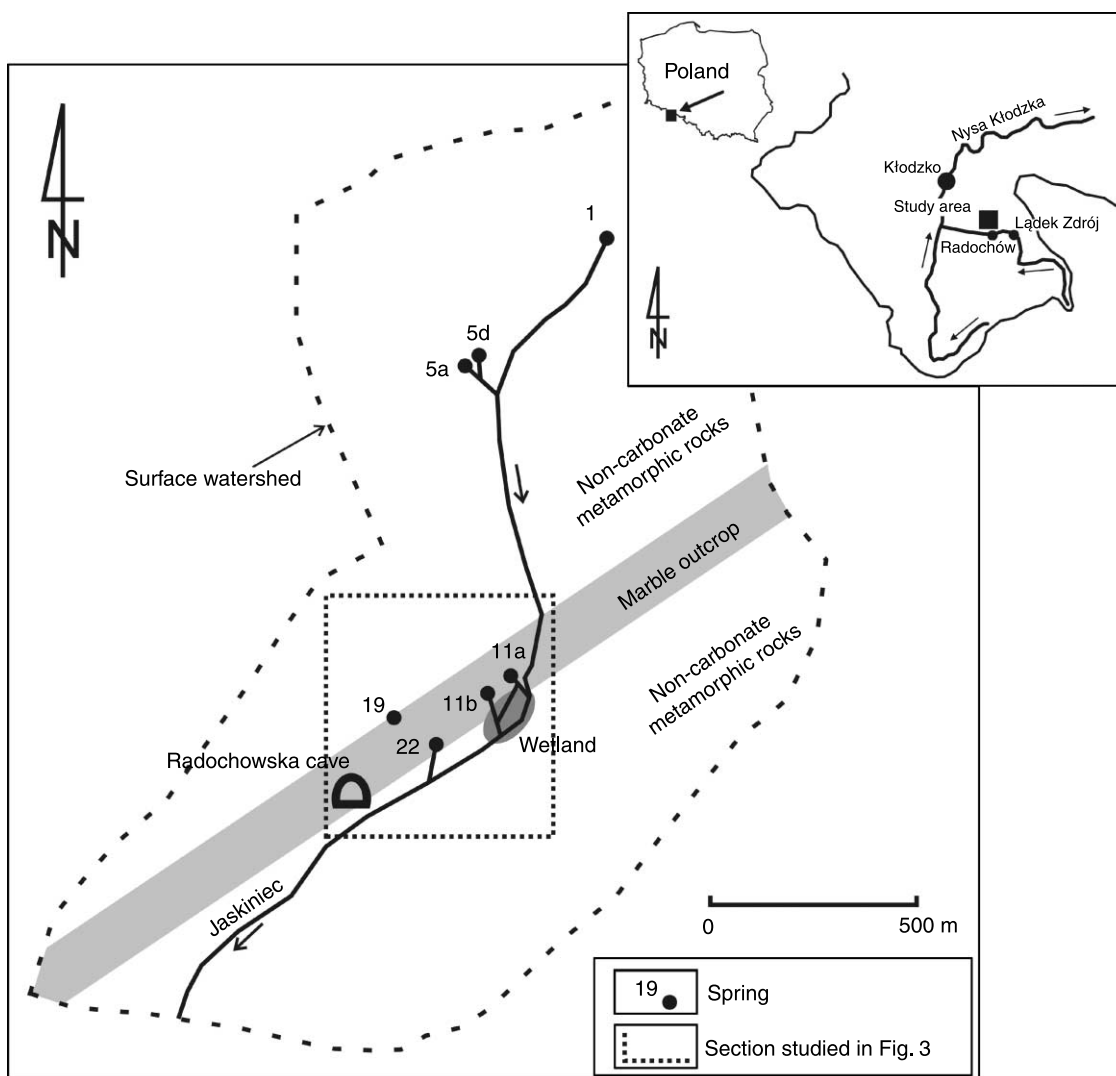 Poland
Nysa Kłodzka
Kłodzko
Study area
Lądek Zdrój
Radochów
N
N
1
5d
5a
Surface watershed
Non-carbonate
metamorphic rocks
Marble outcrop
Non-carbonate
metamorphic rocks
11a
11b
19
22
Wetland
Radochowska cave
Jaskiniec
0 500 m
19 Spring
Section studied in Fig. 3